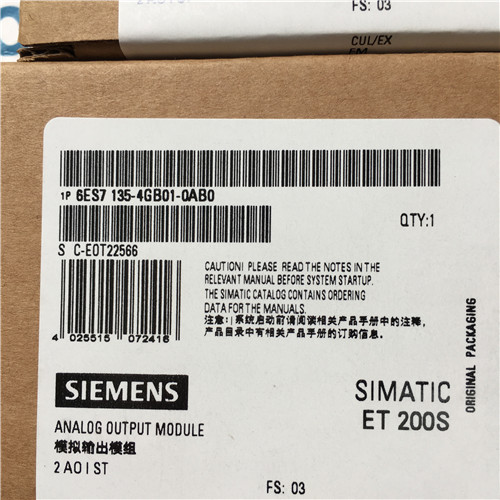 FS: 03
CUL/EX
FM
1P 6ES7 135-4GB01-0AB0
QTY:1
S C-E0T22566
CAUTION! PLEASE READ THE NOTES IN THE
RELEVANT MANUAL BEFORE SYSTEM STARTUP.
THE SIMATIC CATALOG CONTAINS ORDERING
DATA FOR THE MANUALS.
注意:系统启动前请阅读相关产品手册中的注释,
产品目录中有相关手册的订购信息.
4 025515 072416
ORIGINAL PACKAGING
SIEMENS
SIMATIC
ET 200S
ANALOG OUTPUT MODULE
模拟输出模组
2 AO I ST
FS: 03